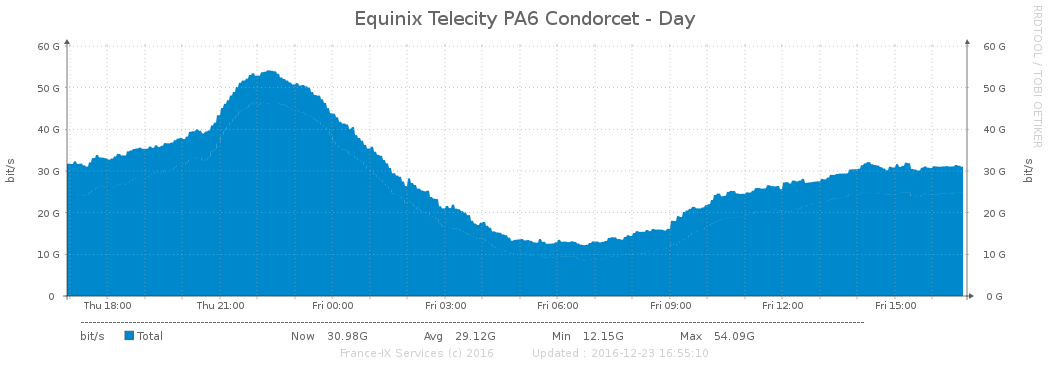 Equinix Telecity PA6 Condorcet - Day
RRDTOOL / TOBI OETIKER
60 G 60 G
50 G 50 G
40 G 40 G
30 G 30 G
20 G 20 G
10 G 10 G
0 0 G
bit/s bit/s
Thu 18:00 Thu 21:00 Fri 00:00 Fri 03:00 Fri 06:00 Fri 09:00 Fri 12:00 Fri 15:00
bit/s Total Now 30.98G Avg 29.12G Min 12.15G Max 54.09G
France-IX Services (c) 2016 Updated : 2016-12-23 16:55:10